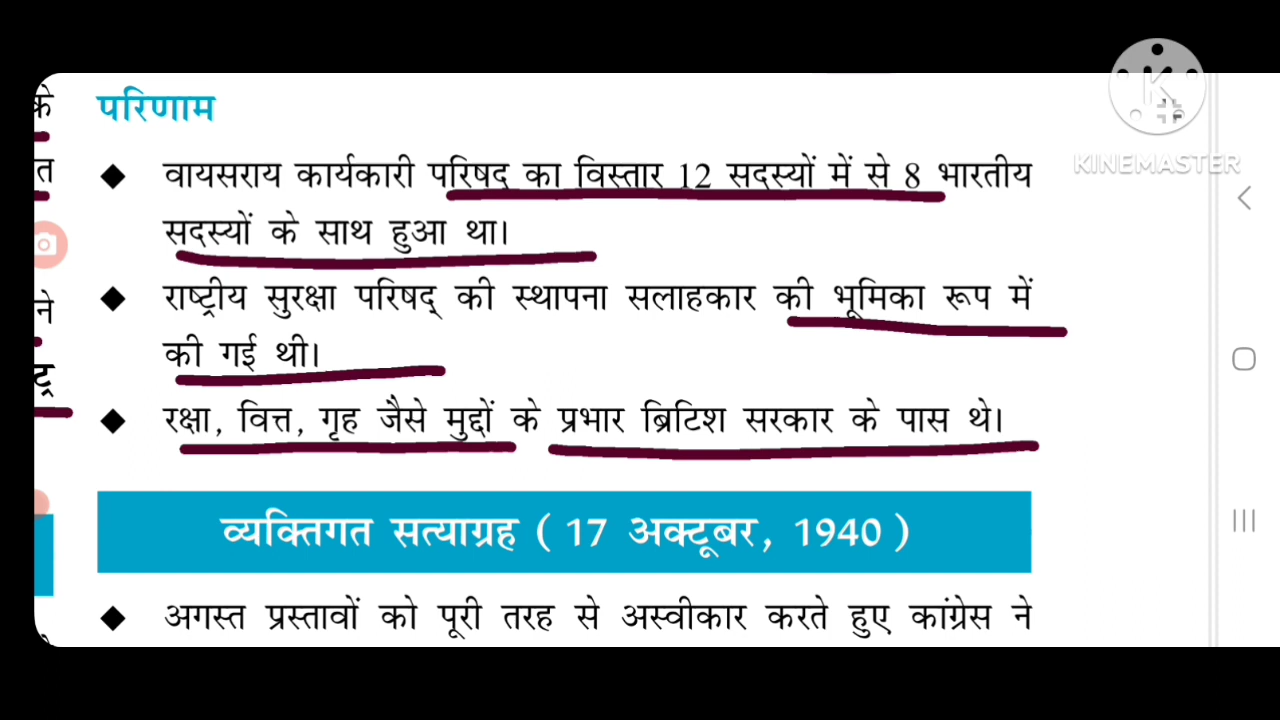 के
त
ने
ट्र
परिणाम
वायसराय कार्यकारी परिषद् का विस्तार 12 सदस्यों में से 8 भारतीय
सदस्यों के साथ हुआ था।
राष्ट्रीय सुरक्षा परिषद् की स्थापना सलाहकार की भूमिका रूप में
की गई थी।
रक्षा, वित्त, गृह जैसे मुद्दों के प्रभार ब्रिटिश सरकार के पास थे।
व्यक्तिगत सत्याग्रह ( 17 अक्टूबर, 1940 )
अगस्त प्रस्तावों को पूरी तरह से अस्वीकार करते हुए कांग्रेस ने
K
KINEMASTER